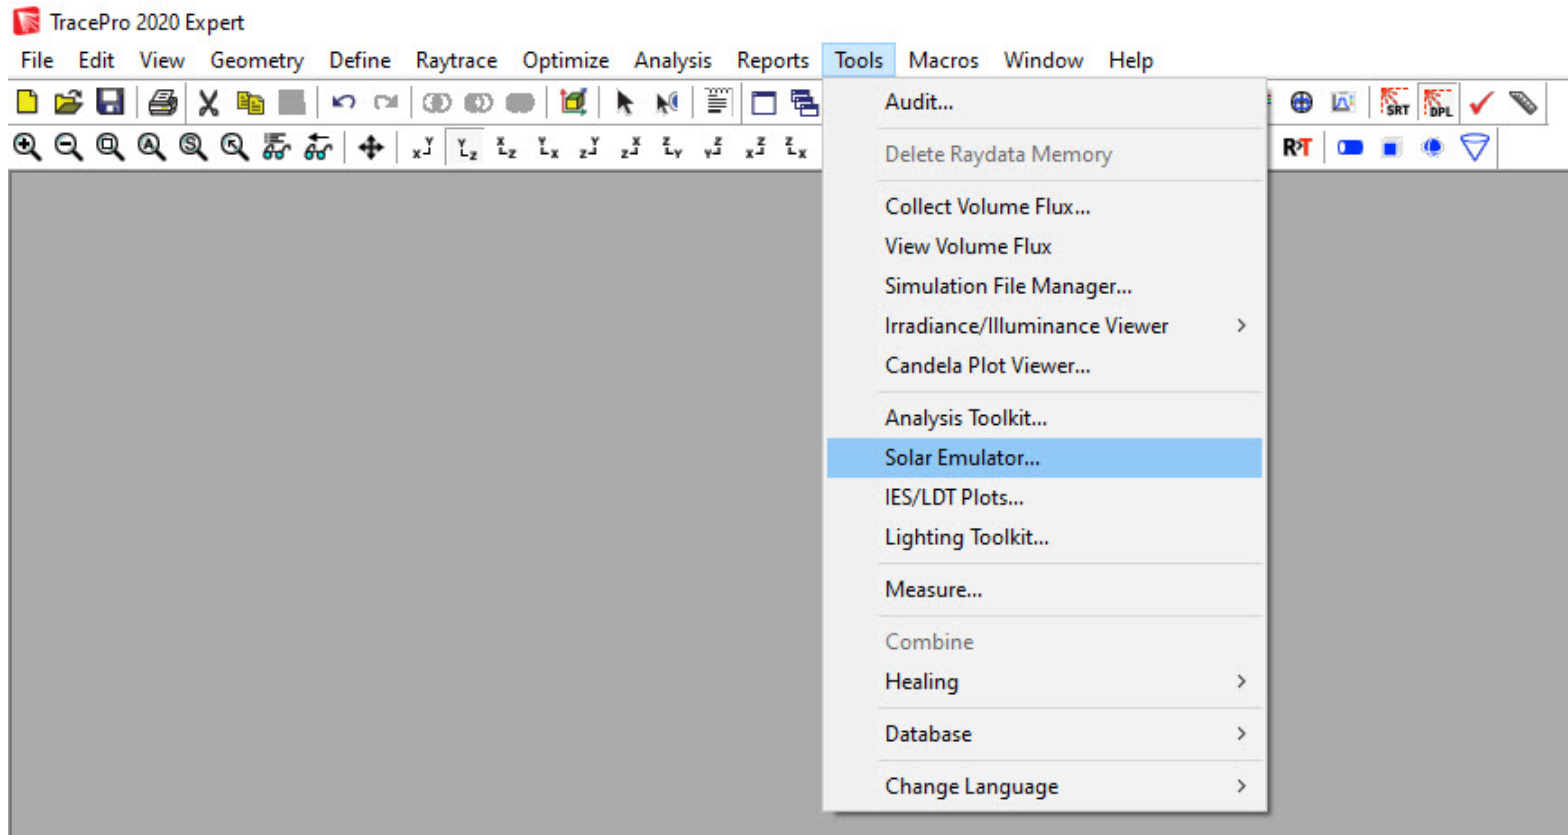 TracePro 2020 Expert
File Edit View Geometry Define Raytrace Optimize Analysis Reports Tools Macros Window Help
SRT DPL
Audit...
Delete Raydata Memory
Collect Volume Flux...
View Volume Flux
Simulation File Manager...
Irradiance/Illuminance Viewer
Candela Plot Viewer...
Analysis Toolkit...
Solar Emulator...
IES/LDT Plots...
Lighting Toolkit...
Measure...
Combine
Healing
Database
Change Language